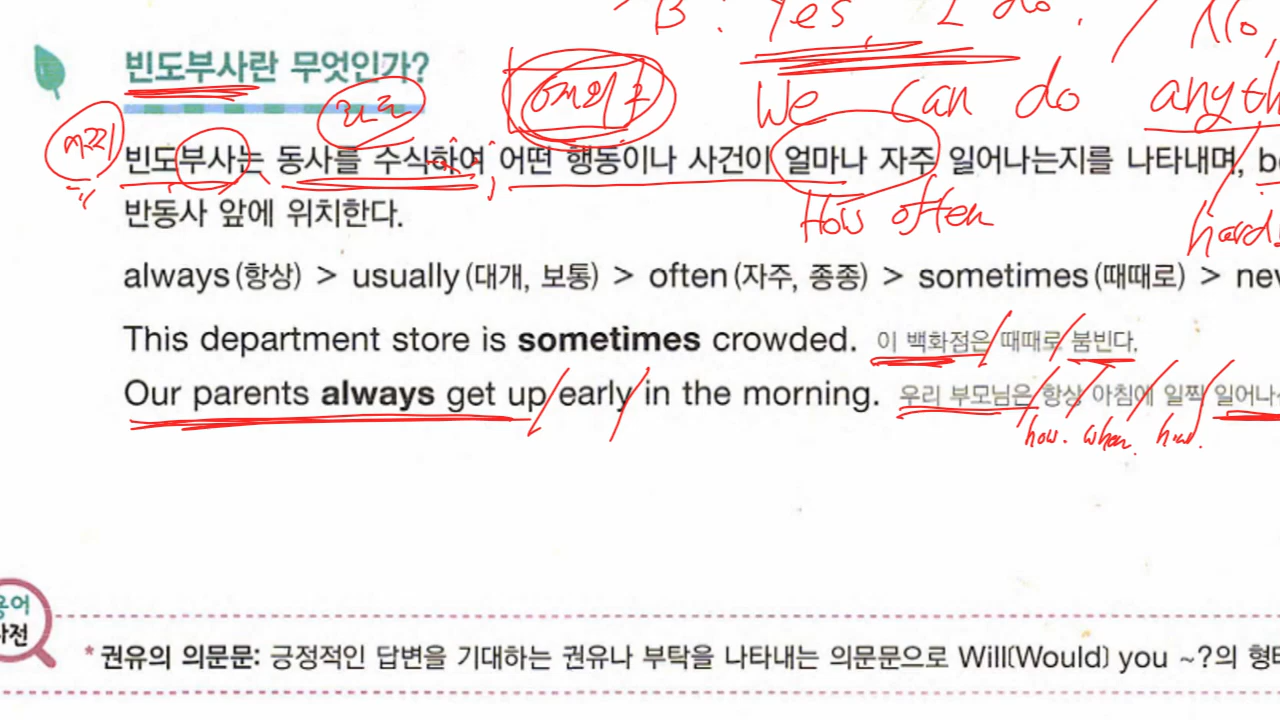 B : Yes, I do. / No,
빈도부사란 무엇인가?
We can do anyth
빈도부사는 동사를 수식하여 어떤 행동이나 사건이 얼마나 자주 일어나는지를 나타내며, b
How often
hard
반동사 앞에 위치한다.
always(항상) > usually(대개, 보통) > often(자주, 종종) > sometimes(때때로) > nev
This department store is sometimes crowded. 이 백화점은 때때로 붐빈다.
Our parents always get up early in the morning. 우리 부모님은 항상 아침에 일찍 일어나
how. when. how.
용어
사전
* 권유의 의문문: 긍정적인 답변을 기대하는 권유나 부탁을 나타내는 의문문으로 Will(Would) you ~?의 형태